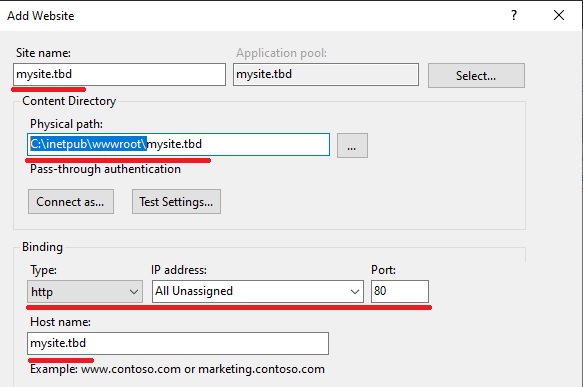 Add Website ? ×
Site name: Application pool:
mysite.tbd mysite.tbd Select...
Content Directory
Physical path:
C:\inetpub\wwwroot\mysite.tbd ...
Pass-through authentication
Connect as... Test Settings...
Binding
Type: IP address: Port:
http All Unassigned 80
Host name:
mysite.tbd
Example: www.contoso.com or marketing.contoso.com